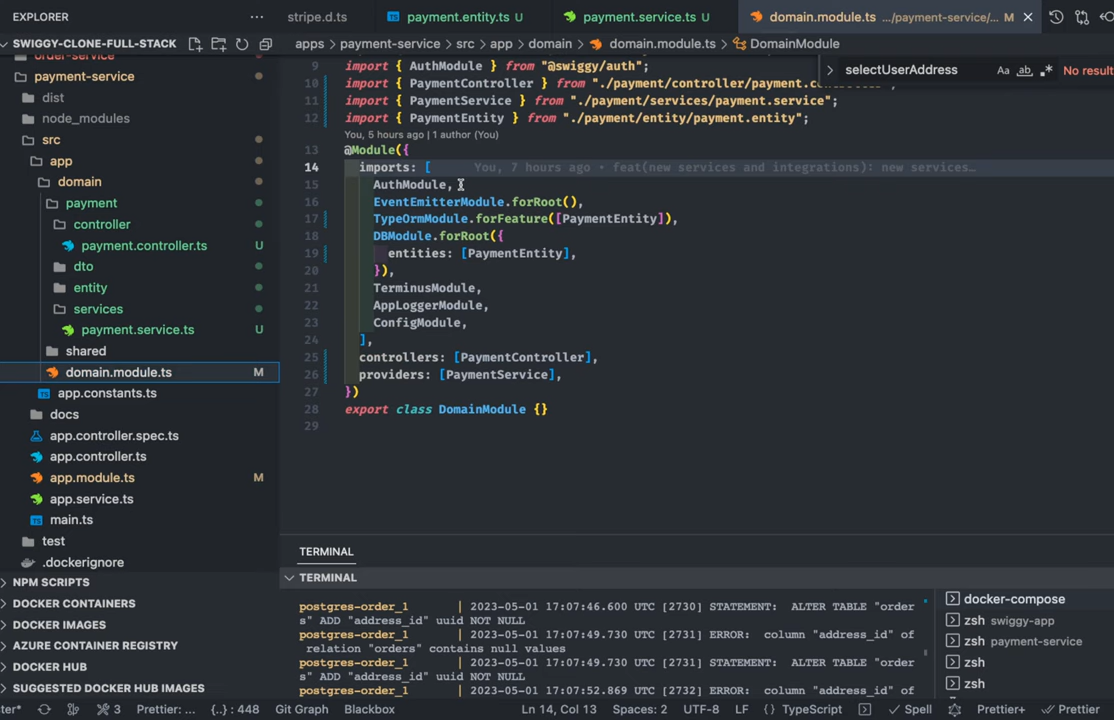 EXPLORER
SWIGGY-CLONE-FULL-STACK
order-service
payment-service
dist
node_modules
src
app
domain
payment
controller
payment.controller.ts U
dto
entity
services
payment.service.ts U
shared
domain.module.ts M
app.constants.ts
docs
app.controller.spec.ts
app.controller.ts
app.module.ts M
app.service.ts
main.ts
test
.dockerignore
NPM SCRIPTS
DOCKER CONTAINERS
DOCKER IMAGES
AZURE CONTAINER REGISTRY
DOCKER HUB
SUGGESTED DOCKER HUB IMAGES
stripe.d.ts payment.entity.ts U payment.service.ts U domain.module.ts .../payment-service/... M
apps > payment-service > src > app > domain > domain.module.ts > DomainModule
selectUserAddress Aa ab No result
9 import { AuthModule } from "@swiggy/auth";
10 import { PaymentController } from "./payment/controller/payment.
11 import { PaymentService } from "./payment/services/payment.service";
12 import { PaymentEntity } from "./payment/entity/payment.entity";
You, 5 hours ago | 1 author (You)
13 @Module({
14 imports: [ You, 7 hours ago • feat(new services and integrations): new services…
15 AuthModule,
16 EventEmitterModule.forRoot(),
17 TypeOrmModule.forFeature([PaymentEntity]),
18 DBModule.forRoot({
19 entities: [PaymentEntity],
20 }),
21 TerminusModule,
22 AppLoggerModule,
23 ConfigModule,
24 ],
25 controllers: [PaymentController],
26 providers: [PaymentService],
27 })
28 export class DomainModule {}
29
TERMINAL
TERMINAL
postgres-order_1 | 2023-05-01 17:07:46.600 UTC [2730] STATEMENT: ALTER TABLE "order
s" ADD "address_id" uuid NOT NULL
postgres-order_1 | 2023-05-01 17:07:49.730 UTC [2731] ERROR: column "address_id" of
relation "orders" contains null values
postgres-order_1 | 2023-05-01 17:07:49.730 UTC [2731] STATEMENT: ALTER TABLE "order
s" ADD "address_id" uuid NOT NULL
postgres-order_1 | 2023-05-01 17:07:52.869 UTC [2732] ERROR: column "address_id" of
docker-compose
zsh swiggy-app
zsh payment-service
zsh
zsh
ter* 3 Prettier: ... {..} : 448 Git Graph Blackbox Ln 14, Col 13 Spaces: 2 UTF-8 LF {} TypeScript Spell Prettier+ Prettier